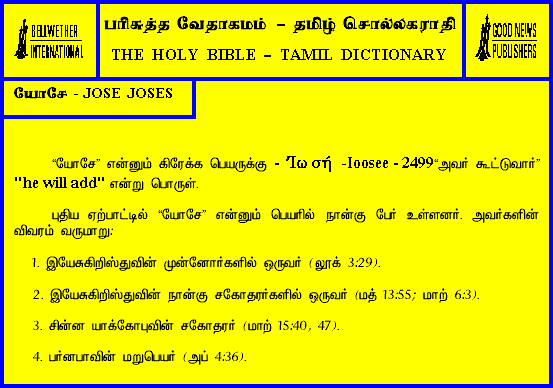 BELLWETHER
INTERNATIONAL
பரிசுத்த வேதாகமம் – தமிழ் சொல்லகராதி
THE HOLY BIBLE – TAMIL DICTIONARY
GOOD NEWS
PUBLISHERS
யோசே - JOSE JOSES
“யோசே” என்னும் கிரேக்க பெயருக்கு - Ἰωσή -Ioosee - 2499“அவர் கூட்டுவார்”
"he will add" என்று பொருள்.
புதிய ஏற்பாட்டில் “யோசே” என்னும் பெயரில் நான்கு பேர் உள்ளனர். அவர்களின்
விவரம் வருமாறு:
1. இயேசுகிறிஸ்துவின் முன்னோர்களில் ஒருவர் (லூக் 3:29).
2. இயேசுகிறிஸ்துவின் நான்கு சகோதரர்களில் ஒருவர் (மத் 13:55; மாற் 6:3).
3. சின்ன யாக்கோபுவின் சகோதரர் (மாற் 15:40, 47).
4. பர்னபாவின் மறுபெயர் (அப் 4:36).